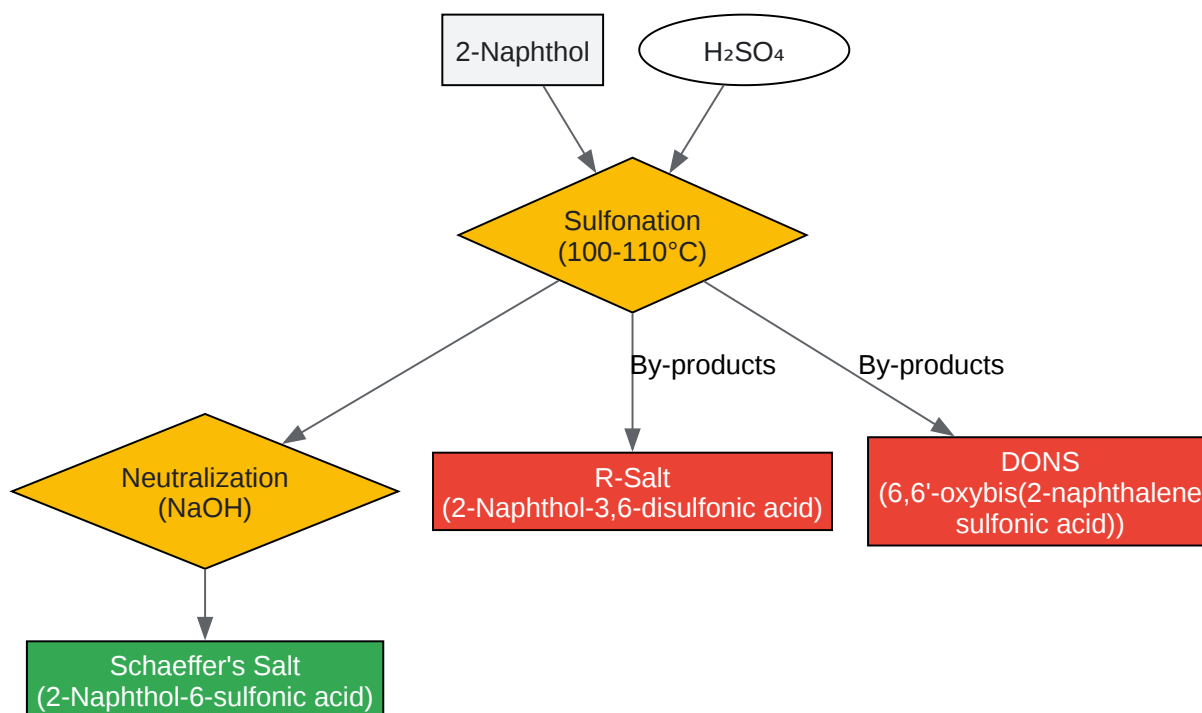 2-Naphthol
H₂SO₄
Sulfonation
(100-110°C)
By-products
By-products
Neutralization
(NaOH)
R-Salt
(2-Naphthol-3,6-disulfonic acid)
DONS
(6,6'-oxybis(2-naphthalene
sulfonic acid))
Schaeffer's Salt
(2-Naphthol-6-sulfonic acid)